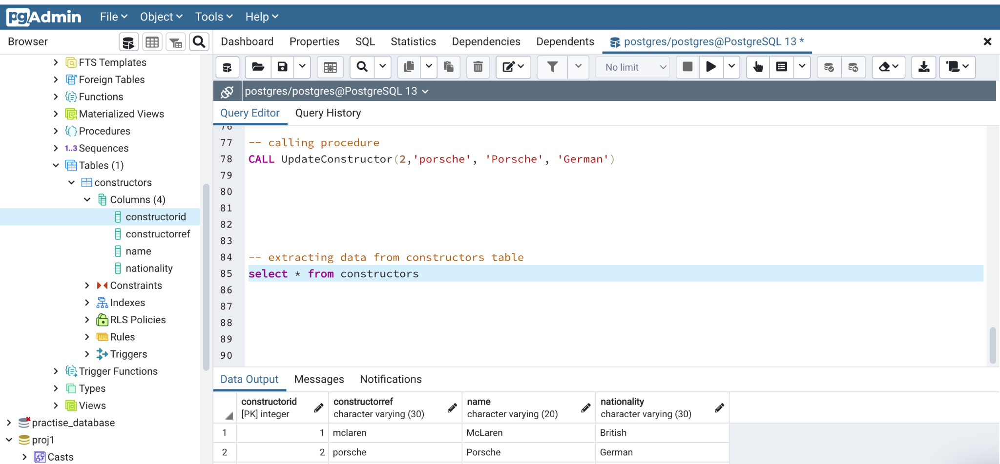 pgAdmin File Object Tools Help
Browser
Dashboard Properties SQL Statistics Dependencies Dependents postgres/postgres@PostgreSQL 13 *
No limit
postgres/postgres@PostgreSQL 13
Query Editor Query History
FTS Templates
Foreign Tables
Functions
Materialized Views
Procedures
1..3 Sequences
Tables (1)
constructors
Columns (4)
constructorid
constructorref
name
nationality
Constraints
Indexes
RLS Policies
Rules
Triggers
Trigger Functions
Types
Views
practise_database
proj1
Casts
76
77 -- calling procedure
78 CALL UpdateConstructor(2,'porsche', 'Porsche', 'German')
79
80
81
82
83
84 -- extracting data from constructors table
85 select * from constructors
86
87
88
89
90
Data Output Messages Notifications
constructorid constructorref name nationality
[PK] integer character varying (30) character varying (20) character varying (30)
1 1 mclaren McLaren British
2 2 porsche Porsche German